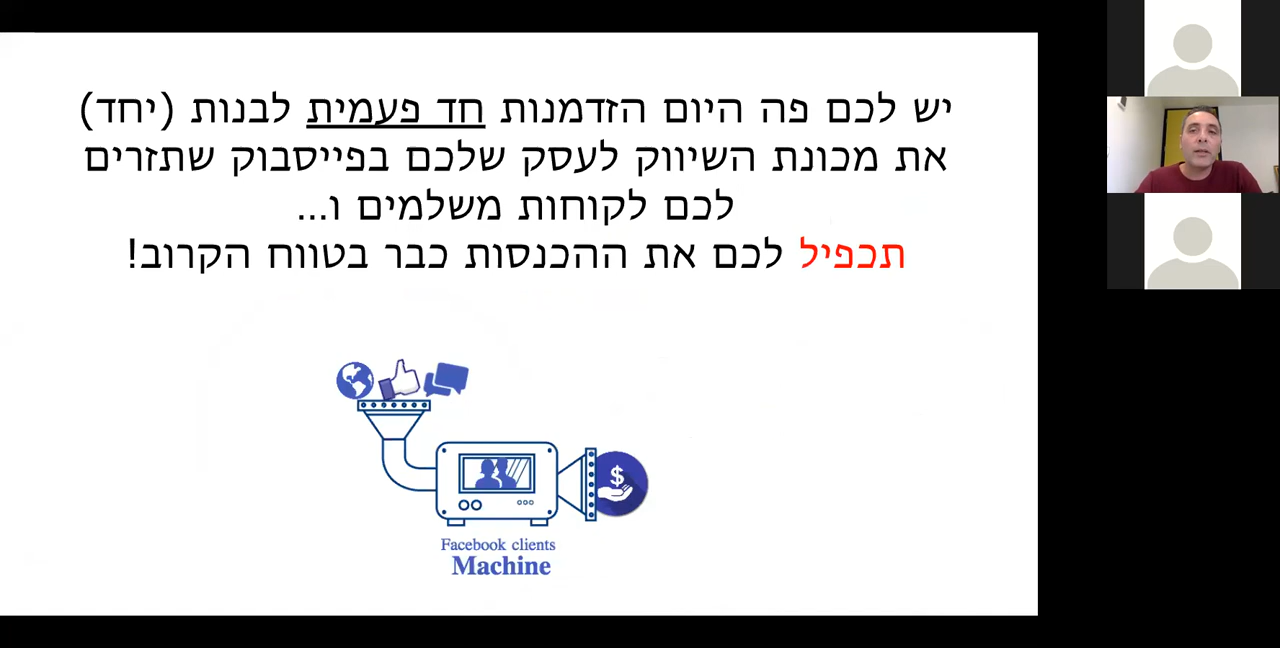 יש לכם פה היום הזדמנות חד פעמית לבנות (יחד)
את מכונת השיווק לעסק שלכם בפייסבוק שתזרים
לכם לקוחות משלמים ו...
תכפיל לכם את ההכנסות כבר בטווח הקרוב!
$
Facebook clients
Machine